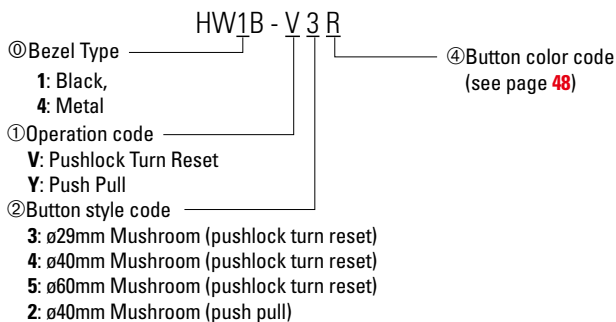 HW1B - V 3 R
⓪Bezel Type
1: Black,
4: Metal
①Operation code
V: Pushlock Turn Reset
Y: Push Pull
②Button style code
3: ø29mm Mushroom (pushlock turn reset)
4: ø40mm Mushroom (pushlock turn reset)
5: ø60mm Mushroom (pushlock turn reset)
2: ø40mm Mushroom (push pull)
④Button color code
(see page 48)